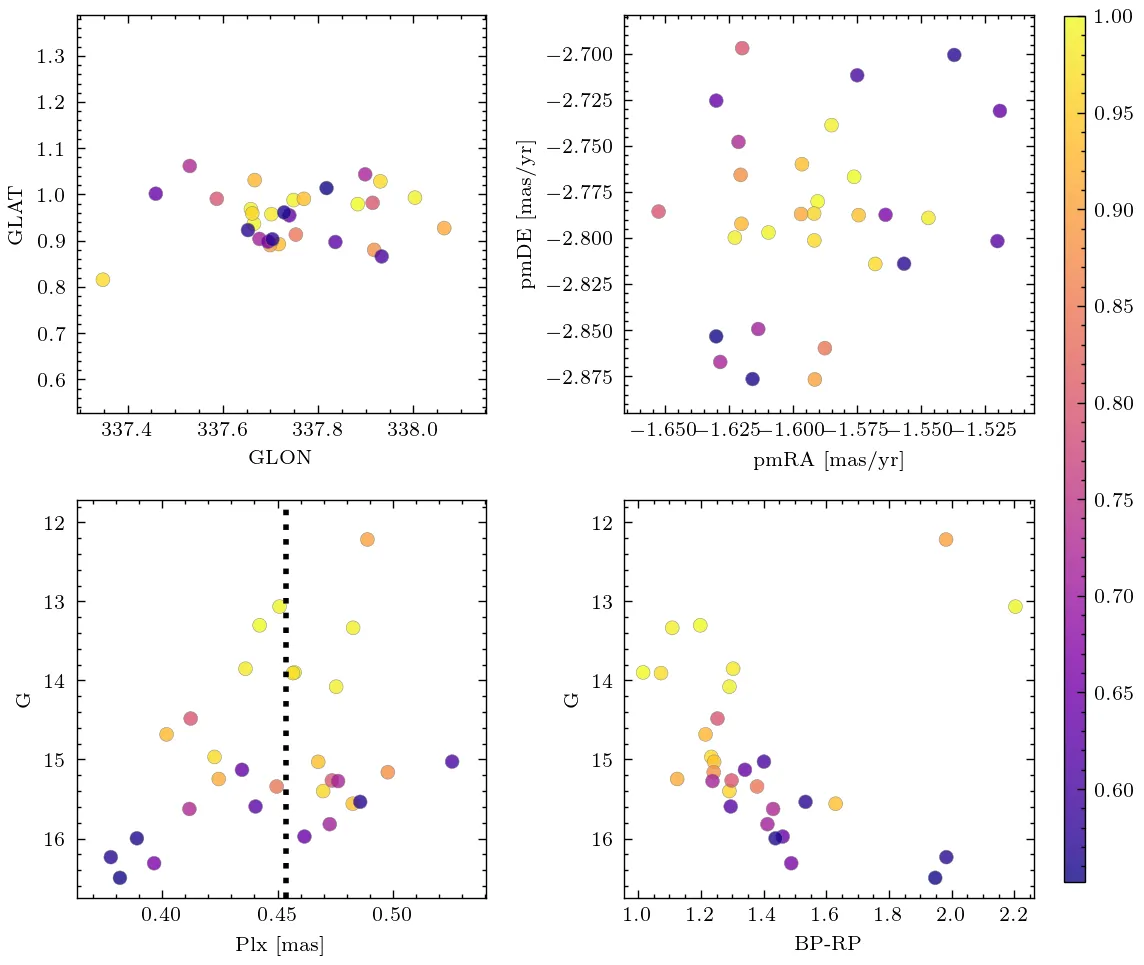 1.3
1.2
1.1
1.0
0.9
0.8
0.7
0.6
GLAT
337.4 337.6 337.8 338.0
GLON
−2.700
−2.725
−2.750
−2.775
−2.800
−2.825
−2.850
−2.875
pmDE [mas/yr]
−1.650 −1.625 −1.600 −1.575 −1.550 −1.525
pmRA [mas/yr]
1.00
0.95
0.90
0.85
0.80
0.75
0.70
0.65
0.60
12
13
14
15
16
G
0.40 0.45 0.50
Plx [mas]
12
13
14
15
16
G
1.0 1.2 1.4 1.6 1.8 2.0 2.2
BP-RP